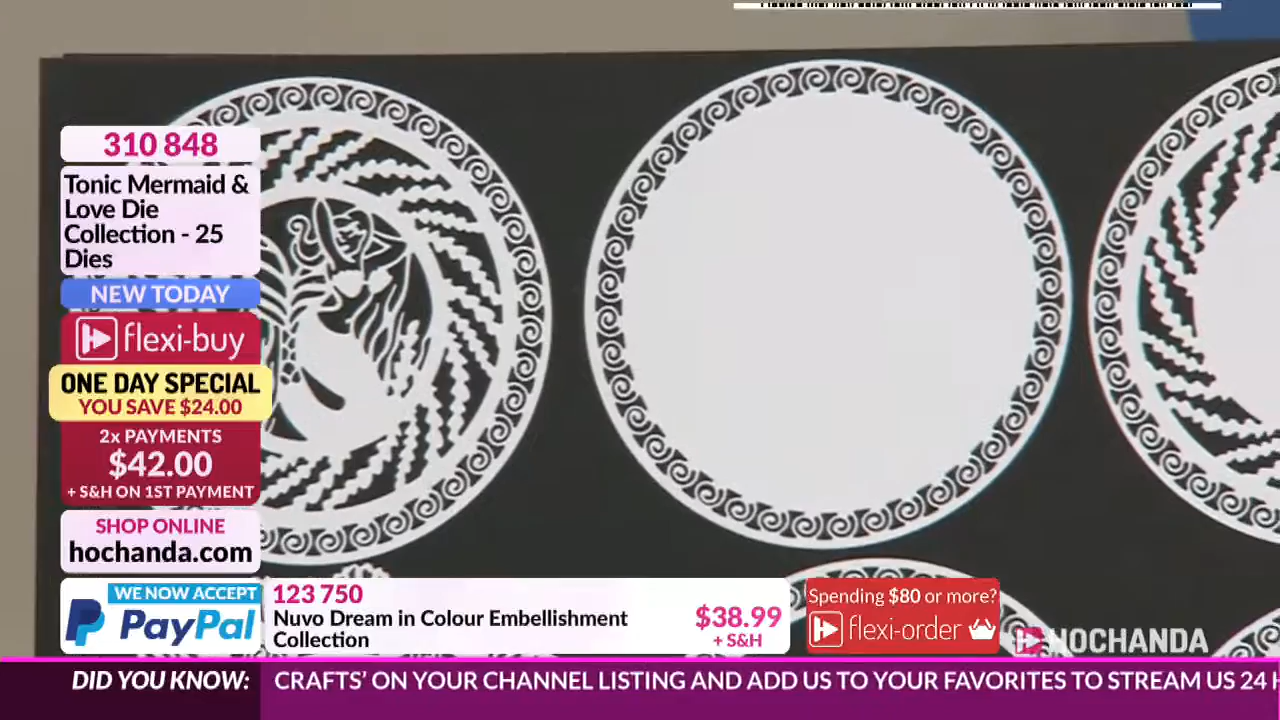 310 848
Tonic Mermaid &
Love Die
Collection - 25
Dies
NEW TODAY
flexi-buy
ONE DAY SPECIAL
YOU SAVE $24.00
2x PAYMENTS
$42.00
+ S&H ON 1ST PAYMENT
SHOP ONLINE
hochanda.com
WE NOW ACCEPT
PayPal
123 750
Nuvo Dream in Colour Embellishment
Collection
$38.99
+ S&H
Spending $80 or more?
flexi-order
HOCHANDA
DID YOU KNOW: CRAFTS' ON YOUR CHANNEL LISTING AND ADD US TO YOUR FAVORITES TO STREAM US 24